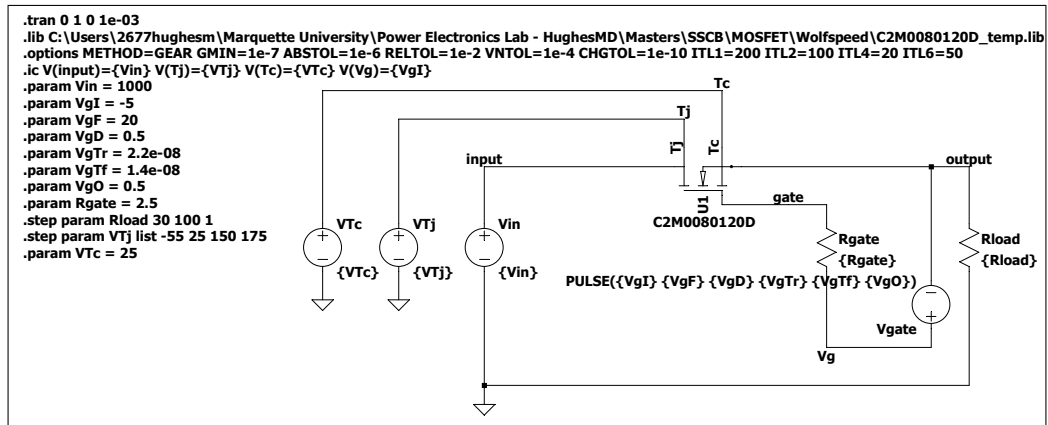 .tran 0 1 0 1e-03
.lib C:\Users\2677hughesm\Marquette University\Power Electronics Lab - HughesMD\Masters\SSCB\MOSFET\Wolfspeed\C2M0080120D_temp.lib
.options METHOD=GEAR GMIN=1e-7 ABSTOL=1e-6 RELTOL=1e-2 VNTOL=1e-4 CHGTOL=1e-10 ITL1=200 ITL2=100 ITL4=20 ITL6=50
.ic V(input)={Vin} V(Tj)={VTj} V(Tc)={VTc} V(Vg)={VgI}
.param Vin = 1000
.param VgI = -5
.param VgF = 20
.param VgD = 0.5
.param VgTr = 2.2e-08
.param VgTf = 1.4e-08
.param VgO = 0.5
.param Rgate = 2.5
.step param Rload 30 100 1
.step param VTj list -55 25 150 175
.param VTc = 25
Tc
Tj
Tj
Tc
input
output
U1
gate
C2M0080120D
VTc
{VTc}
VTj
{VTj}
Vin
{Vin}
Rgate
{Rgate}
Rload
{Rload}
PULSE({VgI} {VgF} {VgD} {VgTr} {VgTf} {VgO})
Vgate
Vg